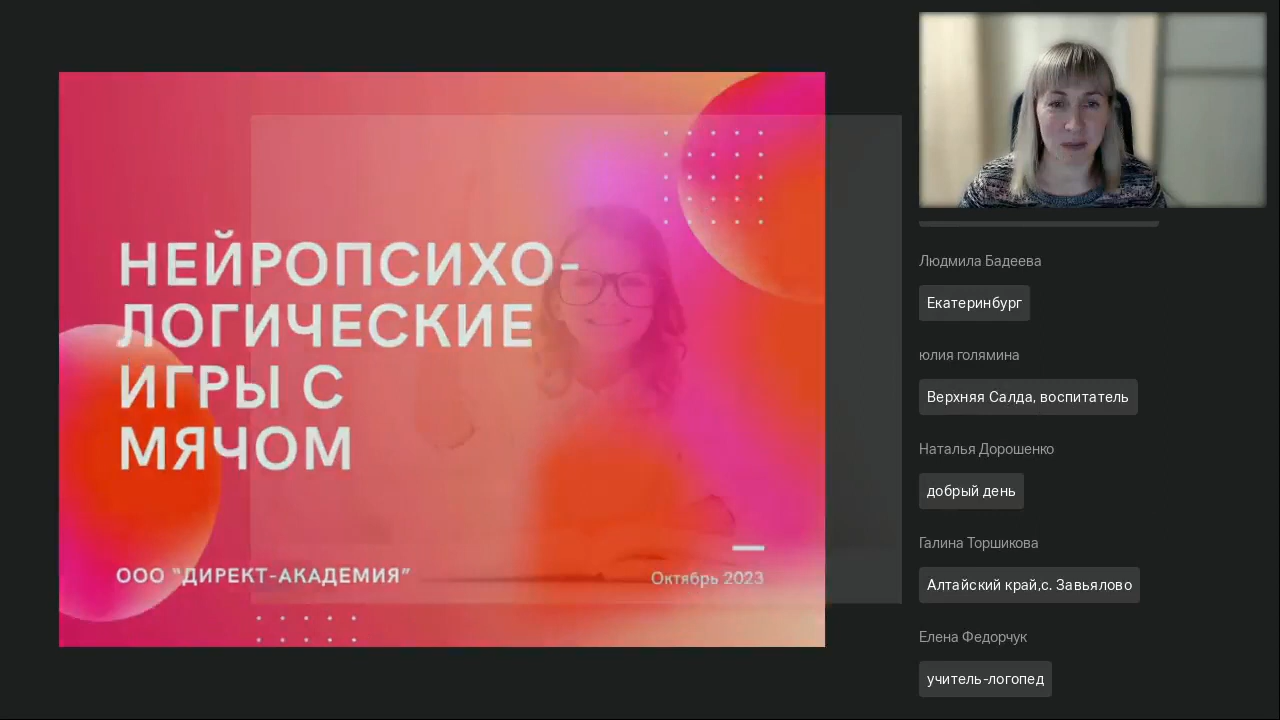 НЕЙРОПСИХО-
ЛОГИЧЕСКИЕ
ИГРЫ С
МЯЧОМ
ООО "ДИРЕКТ-АКАДЕМИЯ"
Октябрь 2023
Людмила Бадеева
Екатеринбург
юлия голямина
Верхняя Салда, воспитатель
Наталья Дорошенко
добрый день
Галина Торшикова
Алтайский край,с. Завьялово
Елена Федорчук
учитель-логопед